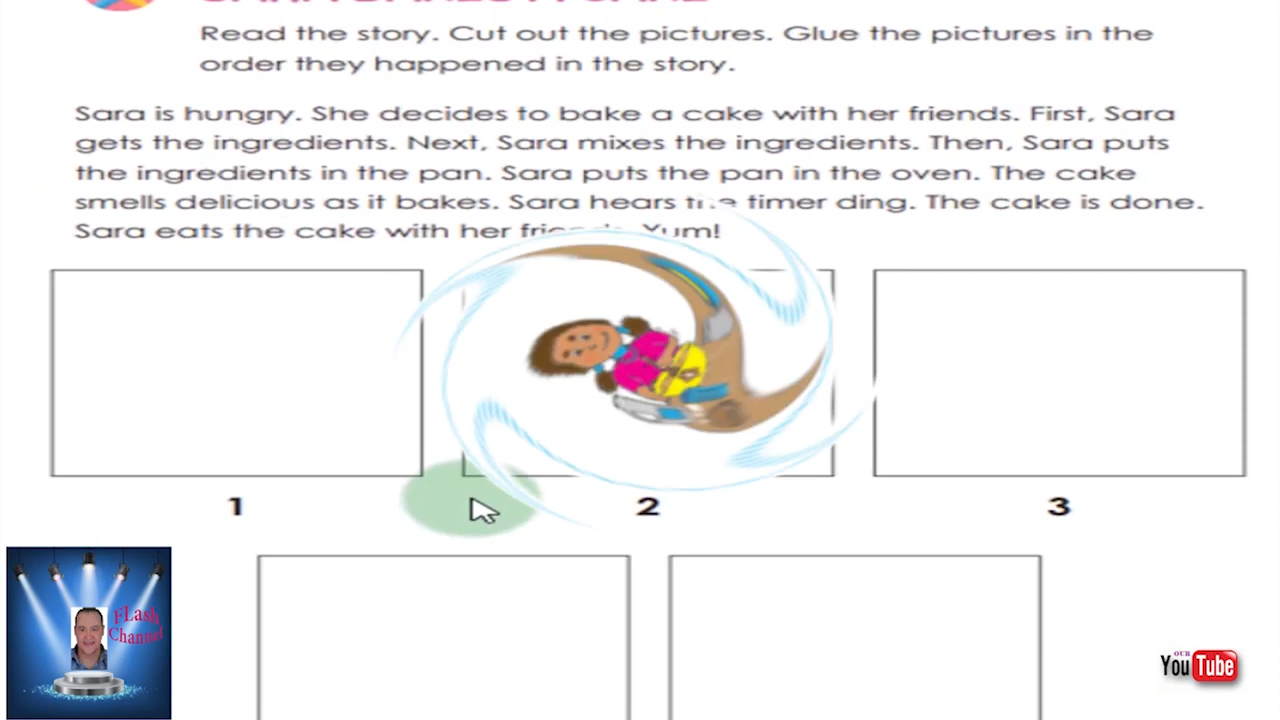 Read the story. Cut out the pictures. Glue the pictures in the
order they happened in the story.
Sara is hungry. She decides to bake a cake with her friends. First, Sara
gets the ingredients. Next, Sara mixes the ingredients. Then, Sara puts
the ingredients in the pan. Sara puts the pan in the oven. The cake
smells delicious as it bakes. Sara hears the timer ding. The cake is done.
Sara eats the cake with her Yum!
1
2
3
FLash
Channel
OUR
YouTube